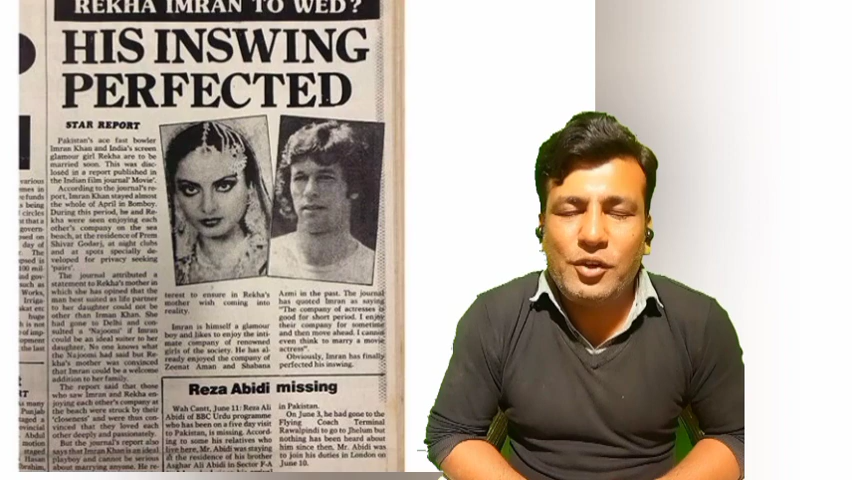 REKHA IMRAN TO WED?
HIS INSWING
PERFECTED
STAR REPORT
Pakistan's ace fast bowler
Imran Khan and India's screen
glamour girl Rekha are to be
married soon. This was disc-
losed in a report published in
the Indian film journal 'Movie'.
According to the journal's re-
port, Imran Khan stayed almost
the whole of April in Bomboy.
During this period, he and Re-
kha were seen enjoying each
other's company on the sea
beach, at the residence of Prem
Shiver Godarj, at night clubs
and at spots specially de-
veloped for privacy seeking
'pairs'.
The journal attributed a
statement to Rekha's mother in
which she has opined that the
man best suited as life partner
to her daughter could not be
other than Irman Khan. She
had gone to Delhi and con-
sulted a 'Najoomi' if Imran
could be an ideal suiter to her
daughter. No one knows what
the Najoomi had said but Re-
kha's mother was convinced
that Imran could be a welcome
addition to her family.
The report said that those
who saw Imran and Rekha en-
joying each other's company at
the beach were struck by their
'closeness' and were thus con-
vinced that they loved each
other deeply and passionately.
But the journal's report also
says that Imran Khan is an ideal
playboy and cannot be serious
about marrying anyone. He re-
terest to ensure in Rekha's
mother wish coming into
reality.
Imran is himself a glamour
boy and likes to enjoy the inti-
mate company of renowned
girls of the society. He has al-
ready enjoyed the company of
Zeenat Aman and Shabana
Azmi in the past. The journal
has quoted Imran as saying
"The company of actresses is
good for short period. I enjoy
their company for sometime
and then move ahead. I cannot
even think to marry a movie
actress".
Obviously, Imran has finally
perfected his inswing.
Reza Abidi missing
Wah Cantt, June 11: Reza Ali
Abidi of BBC Urdu programme
who has been on a five day visit
to Pakistan, is missing. Accord-
ing to some his relatives who
live here, Mr. Abidi was staying
at the residence of his brother
Asghar Ali Abidi in Sector F-A
in Pakistan.
On June 3, he had gone to the
Flying Coach Terminal
Rawalpindi to go to Jhelum but
nothing has been heard about
him since then. Mr. Abidi was
to join his duties in London on
June 10.